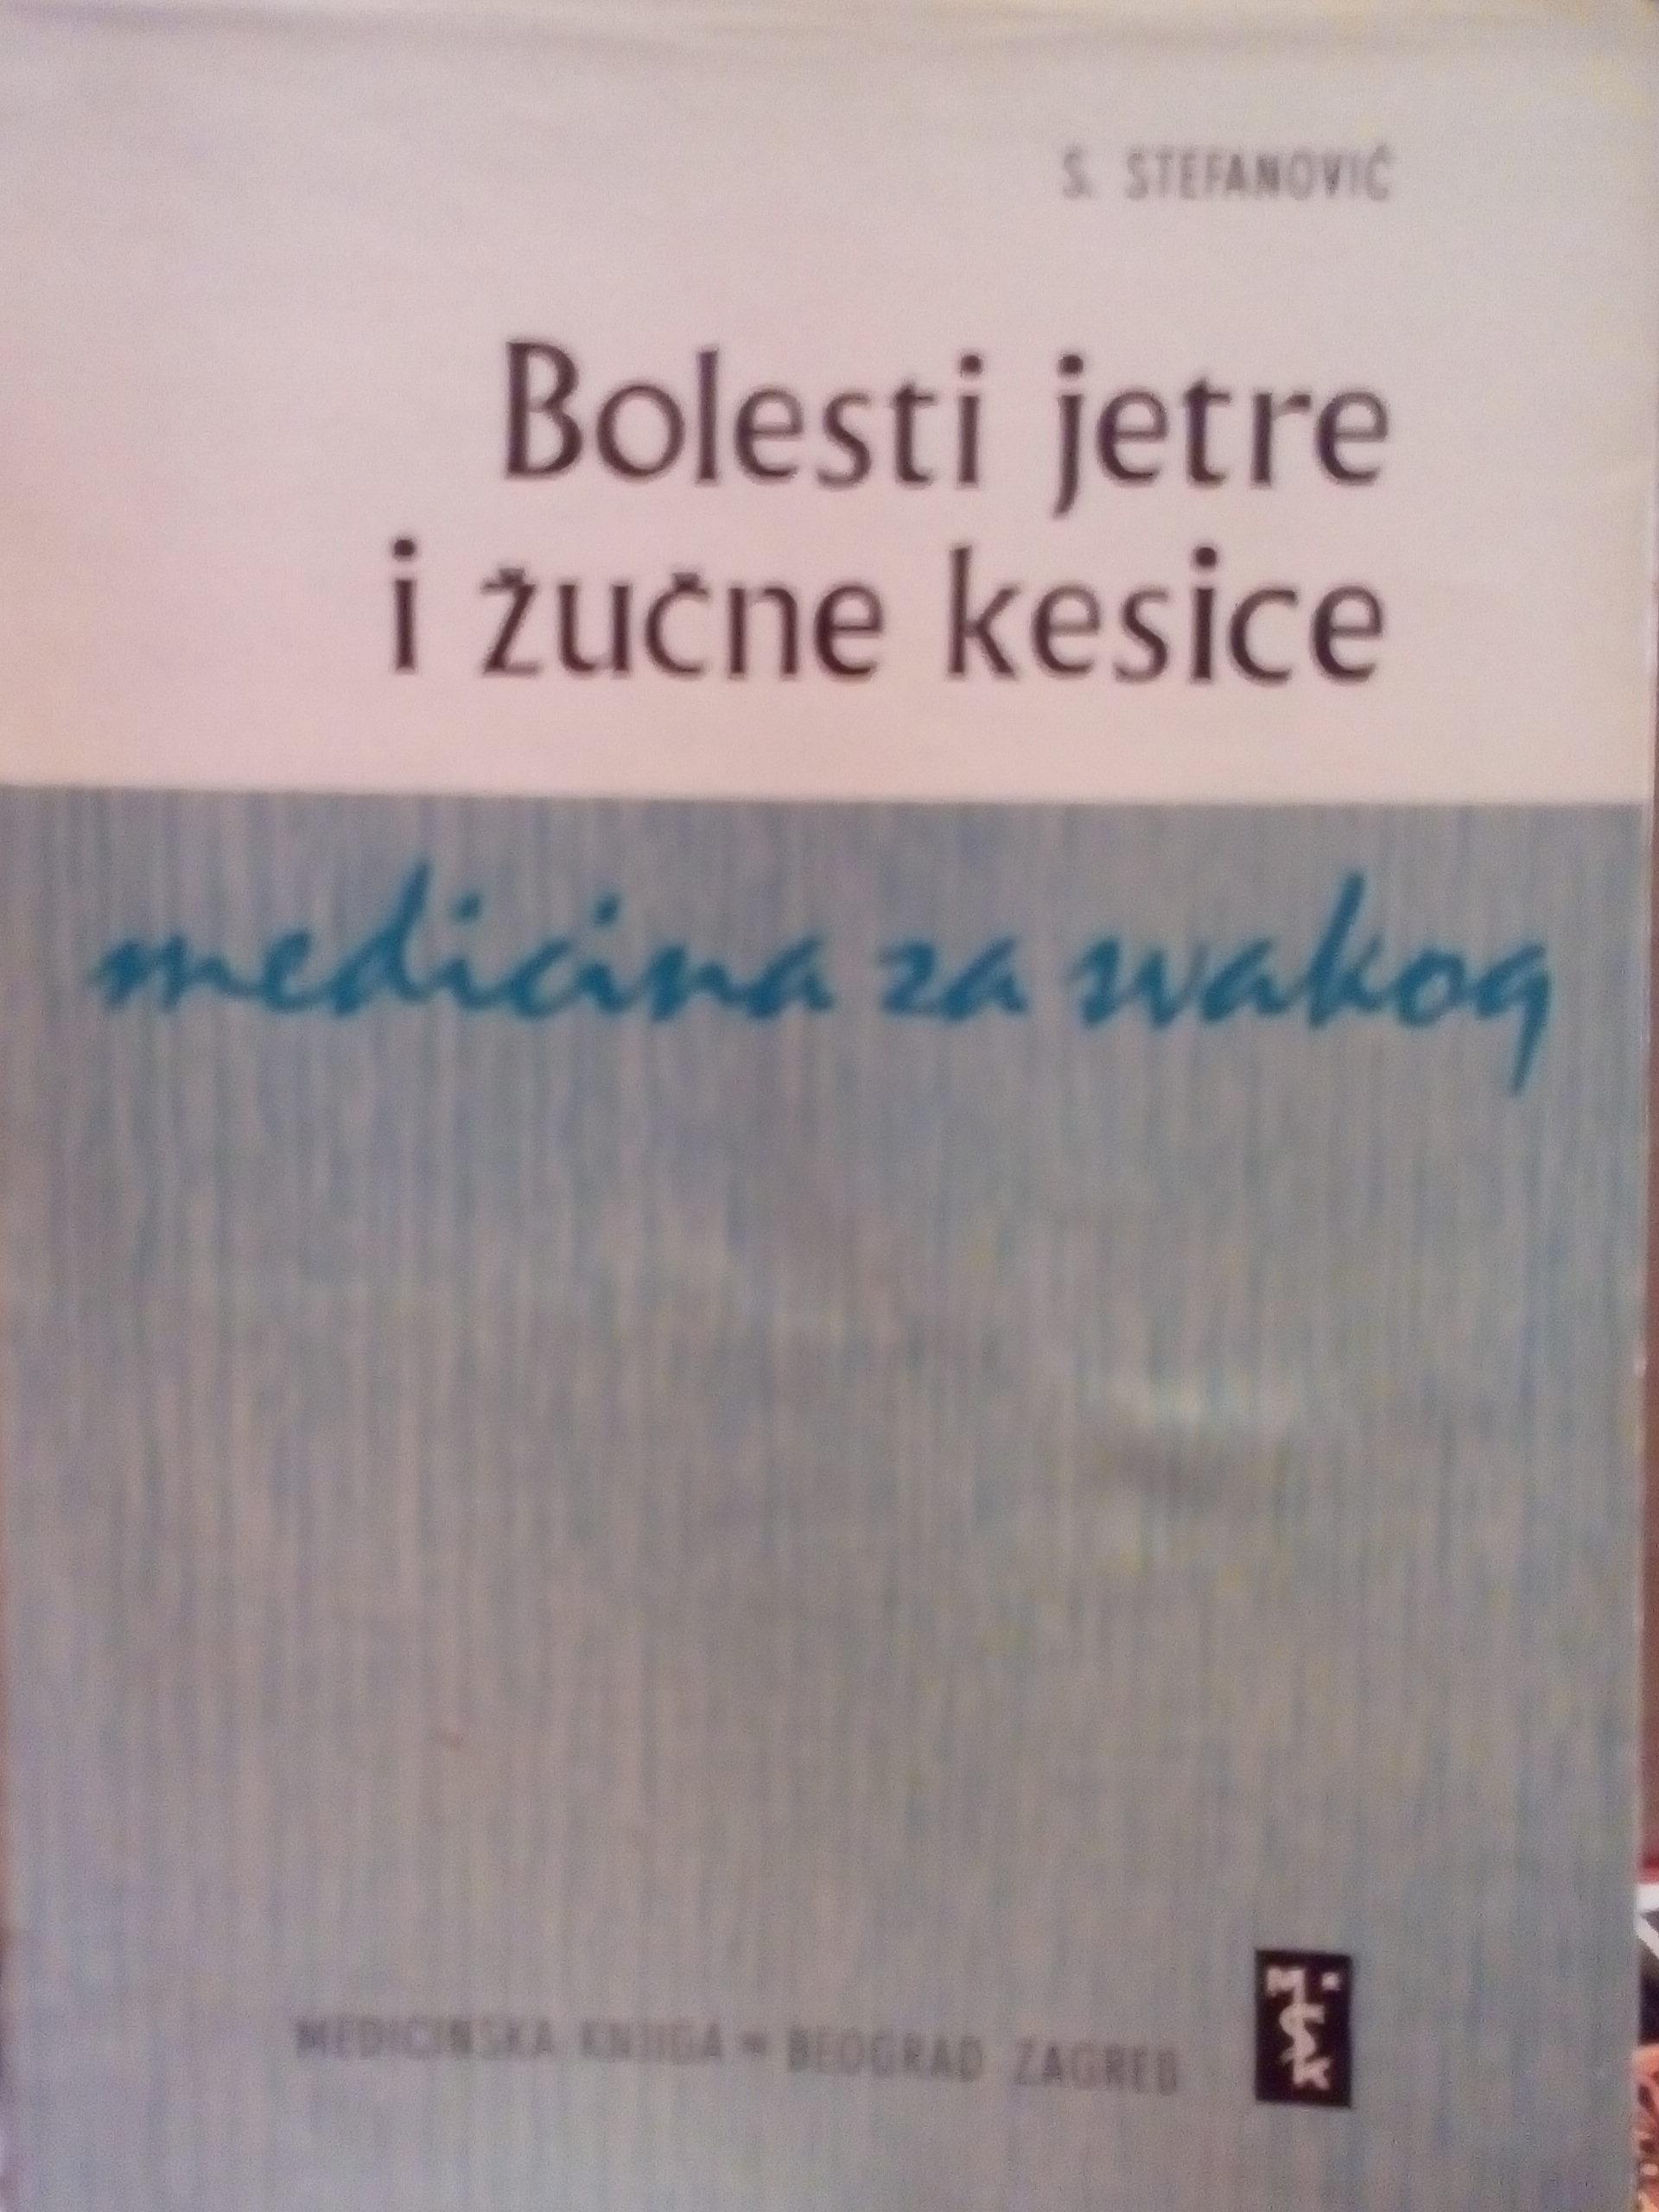 S. STEFANOVIĆ
Bolesti jetre
i žučne kesice
medicina za svakog
MEDICINSKA KNJIGA • BEOGRAD ZAGREB
M
S
K